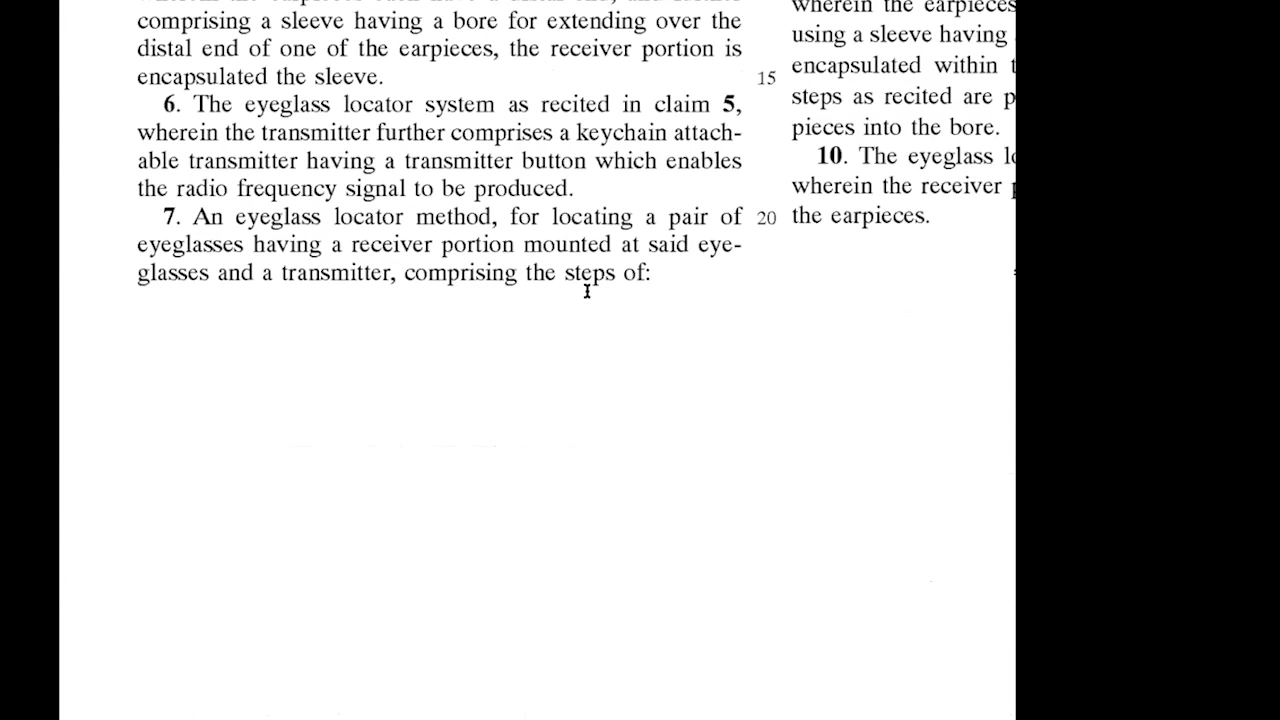 comprising a sleeve having a bore for extending over the
distal end of one of the earpieces, the receiver portion is
encapsulated the sleeve.
6. The eyeglass locator system as recited in claim 5,
wherein the transmitter further comprises a keychain attach-
able transmitter having a transmitter button which enables
the radio frequency signal to be produced.
7. An eyeglass locator method, for locating a pair of
eyeglasses having a receiver portion mounted at said eye-
glasses and a transmitter, comprising the steps of:
15
20
wherein the earpieces
using a sleeve having
encapsulated within
steps as recited are
pieces into the bore.
10. The eyeglass
wherein the receiver
the earpieces.